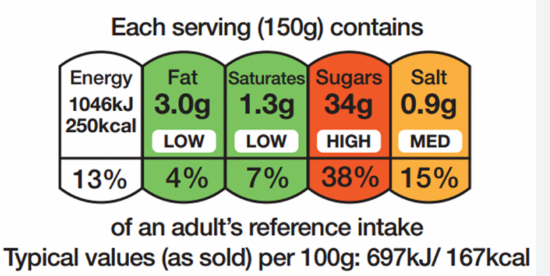 Each serving (150g) contains
Energy Fat Saturates Sugars Salt
1046kJ 3.0g 1.3g 34g 0.9g
250kcal
LOW LOW HIGH MED
13% 4% 7% 38% 15%
of an adult's reference intake
Typical values (as sold) per 100g: 697kJ/ 167kcal